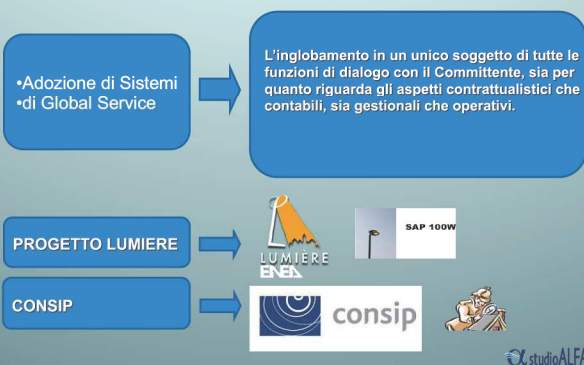 •Adozione di Sistemi
•di Global Service
L'inglobamento in un unico soggetto di tutte le
funzioni di dialogo con il Committente, sia per
quanto riguarda gli aspetti contrattualistici che
contabili, sia gestionali che operativi.
PROGETTO LUMIERE
LUMIÈRE
ENEA
SAP 100W
CONSIP
consip
studioALFA